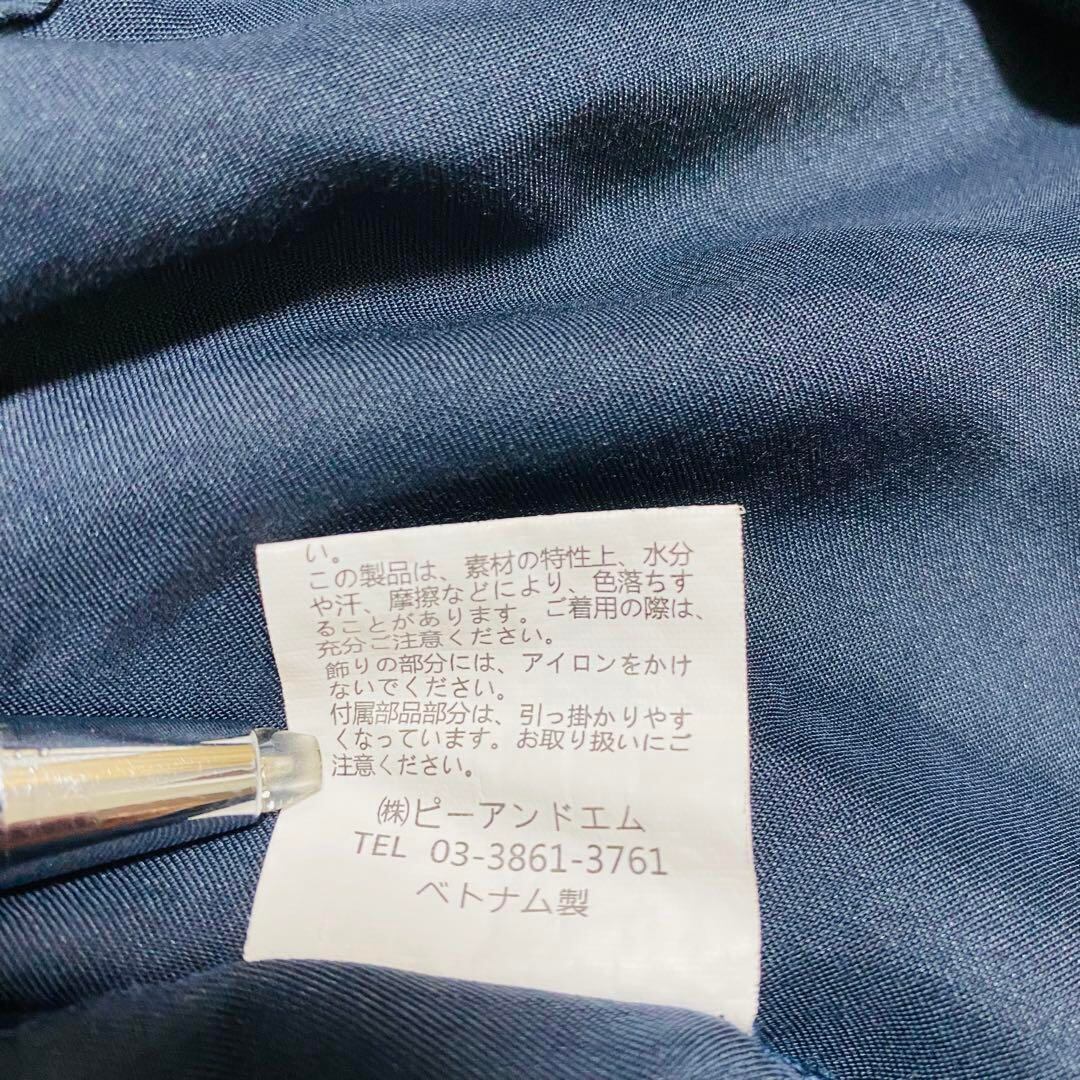 い。
この製品は、素材の特性上、水分
や汗、摩擦などにより、色落ちす
ることがあります。ご着用の際は、
充分ご注意ください。
飾りの部分には、アイロンをかけ
ないでください。
付属部品部分は、引っ掛かりやす
くなっています。お取り扱いにご
注意ください。
㈱ピーアンドエム
TEL 03-3861-3761
ベトナム製